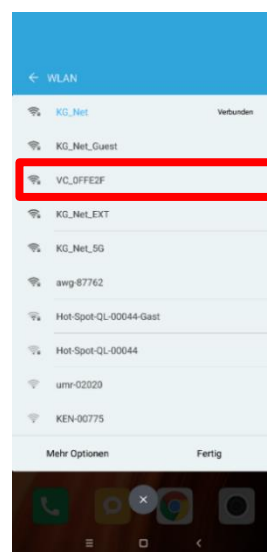 WLAN
KG_Net Verbunden
KG_Net_Guest
VC_0FFE2F
KG_Net_EXT
KG_Net_5G
awg-87762
Hot-Spot-QL-00044-Gast
Hot-Spot-QL-00044
umr-02020
KEN-00775
Mehr Optionen Fertig